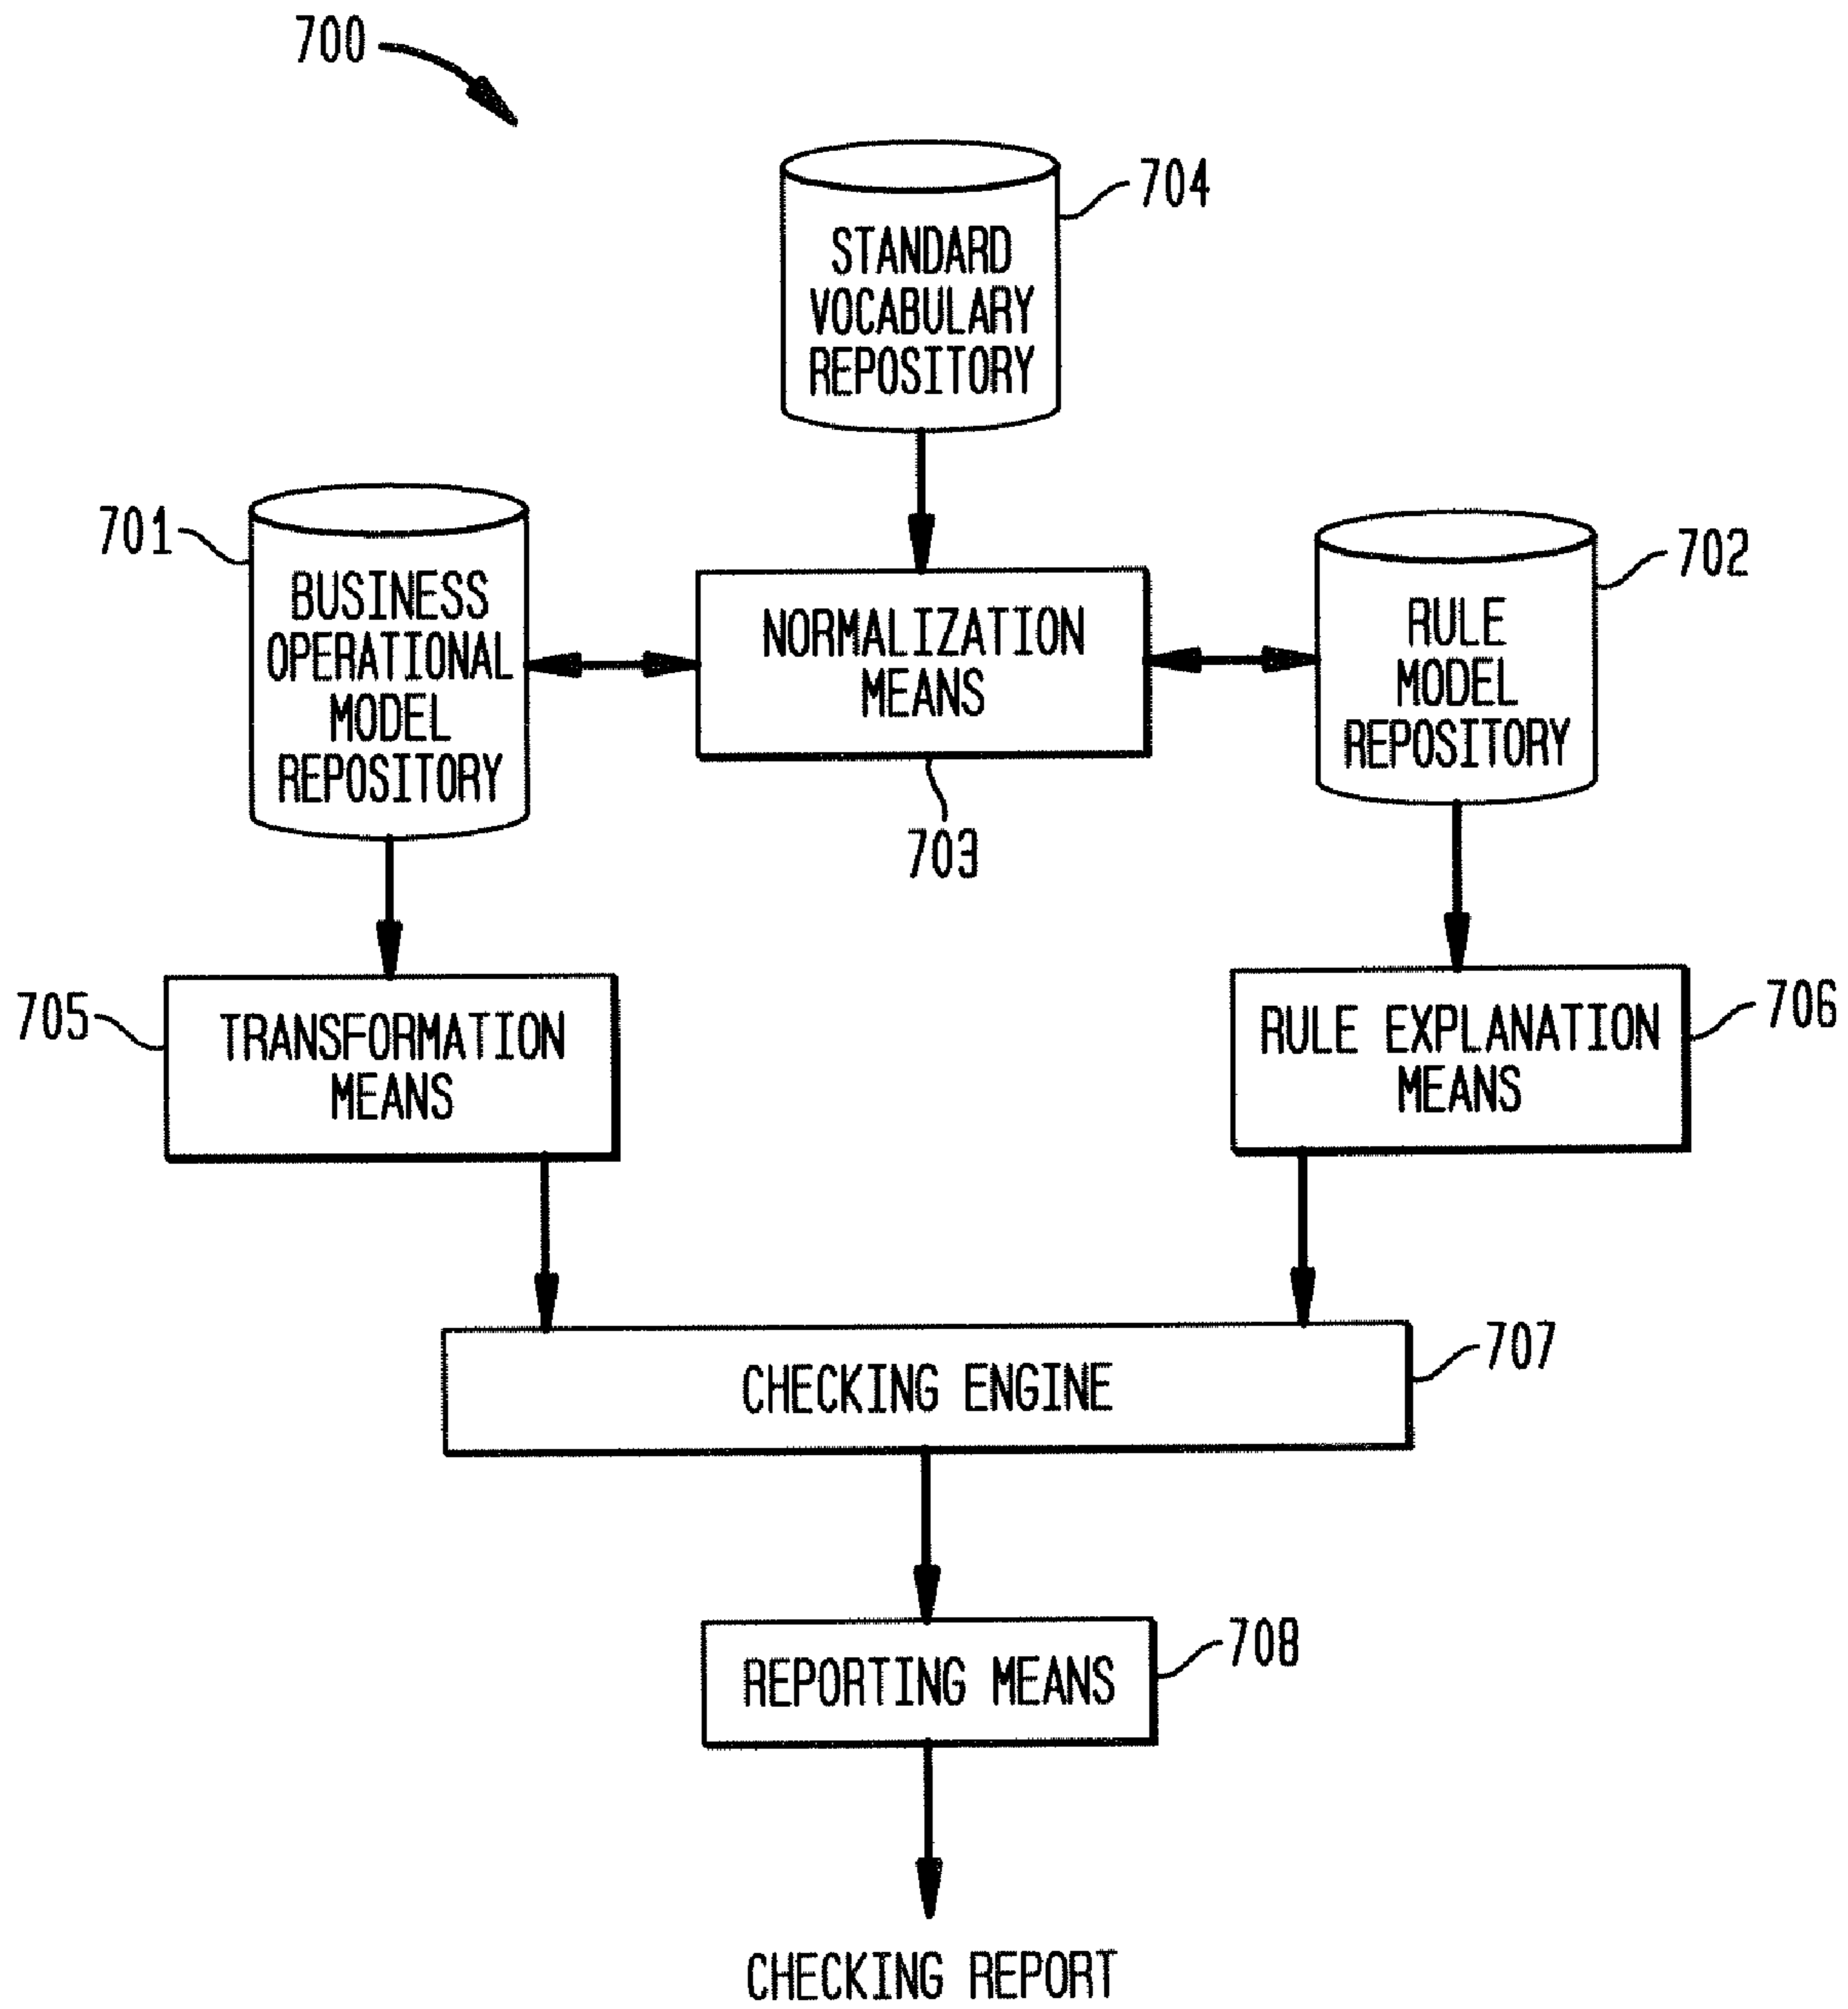 700
704
STANDARD
VOCABULARY
REPOSITORY
701
BUSINESS
OPERATIONAL
MODEL
REPOSITORY
NORMALIZATION
MEANS
703
702
RULE
MODEL
REPOSITORY
705
TRANSFORMATION
MEANS
RULE EXPLANATION
MEANS
706
CHECKING ENGINE
707
REPORTING MEANS
708
CHECKING REPORT